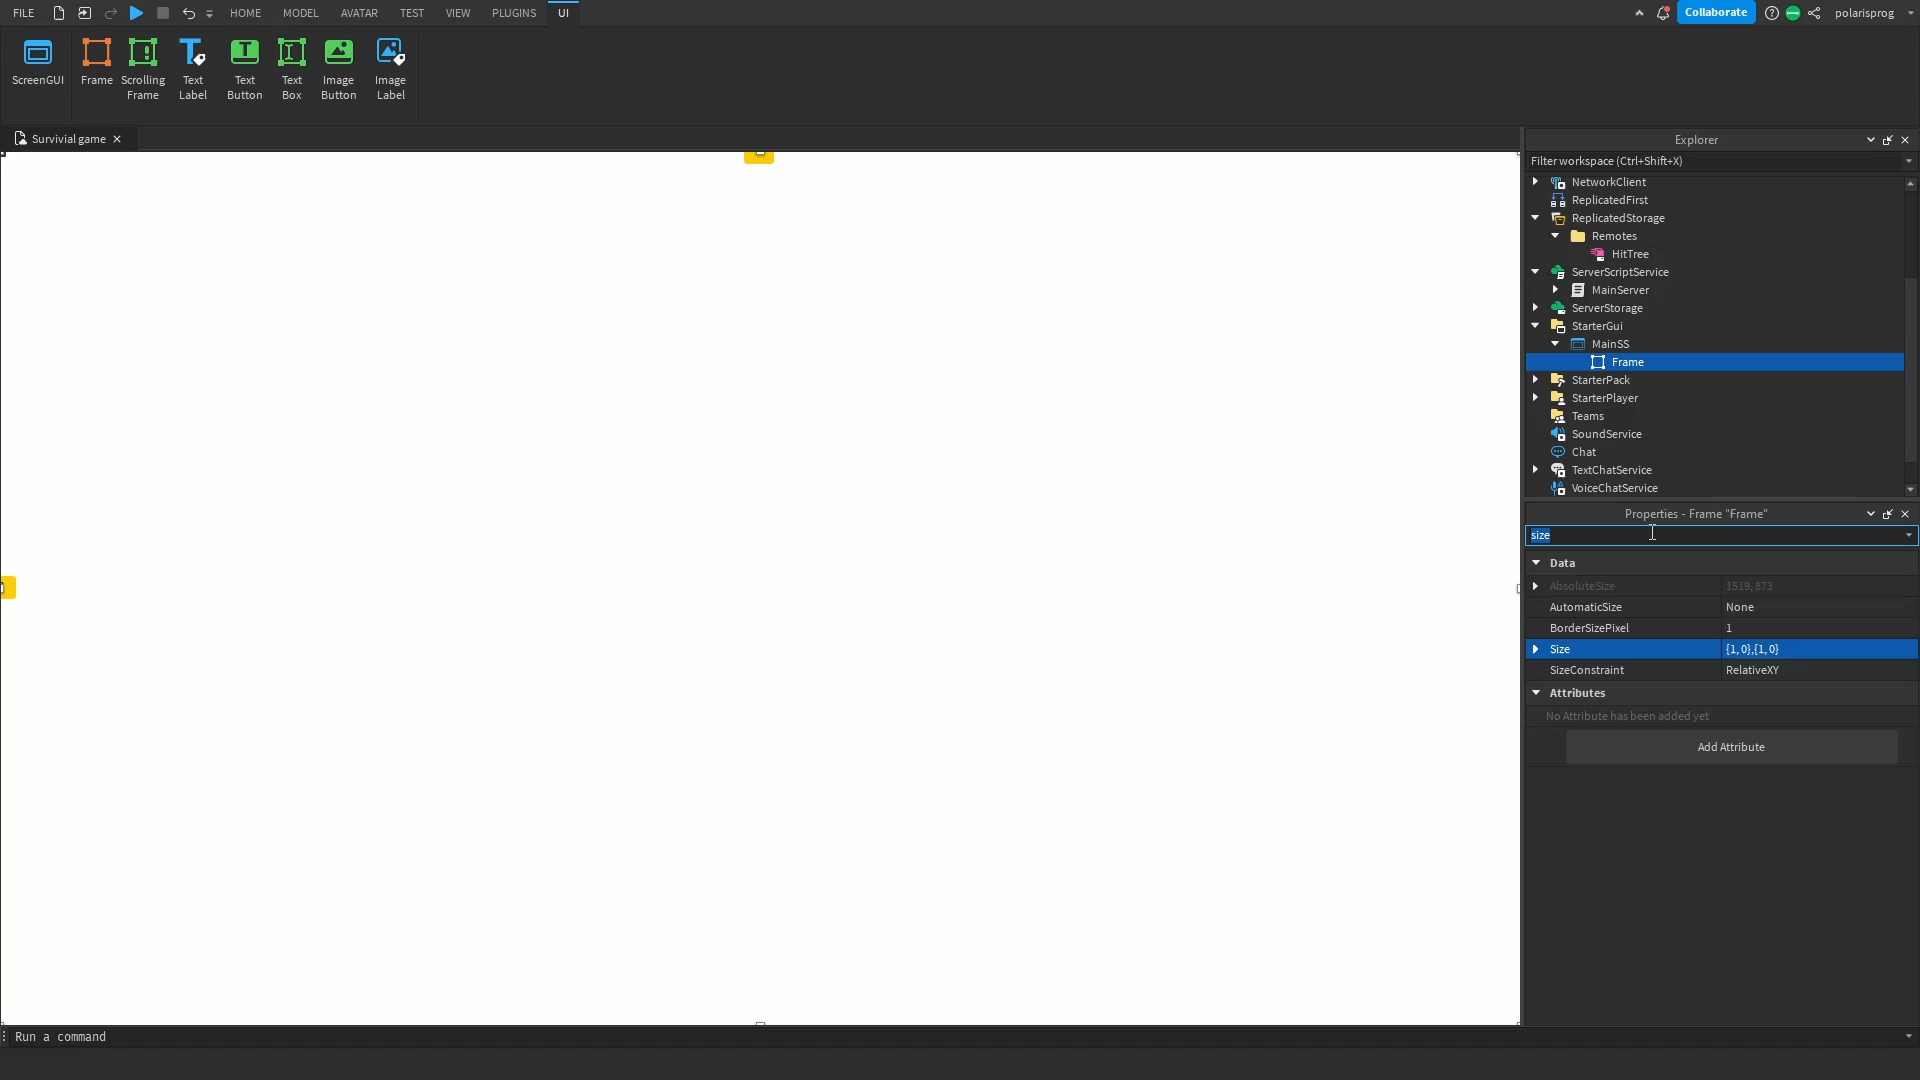 FILE HOME MODEL AVATAR TEST VIEW PLUGINS UI Collaborate polarisprog
ScreenGUI Frame Scrolling Text Text Text Image Image
Frame Label Button Box Button Label
Survivial game
Explorer
Filter workspace (Ctrl+Shift+X)
NetworkClient
ReplicatedFirst
ReplicatedStorage
Remotes
HitTree
ServerScriptService
MainServer
ServerStorage
StarterGui
MainSS
Frame
StarterPack
StarterPlayer
Teams
SoundService
Chat
TextChatService
VoiceChatService
Properties - Frame "Frame"
size
Data
AbsoluteSize 1519, 873
AutomaticSize None
BorderSizePixel 1
Size {1, 0},{1, 0}
SizeConstraint RelativeXY
Attributes
No Attribute has been added yet
Add Attribute
Run a command